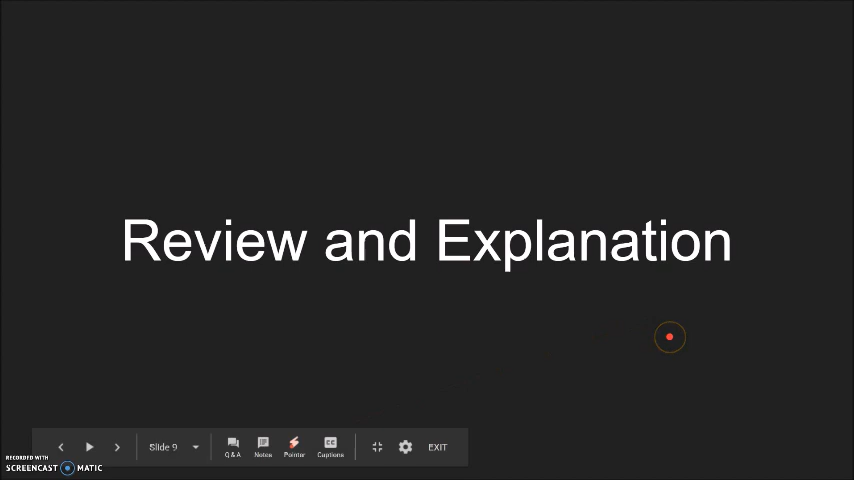 Review and Explanation
Slide 9
Q & A
Notes
Pointer
Captions
EXIT
RECORDED WITH
SCREENCAST MATIC